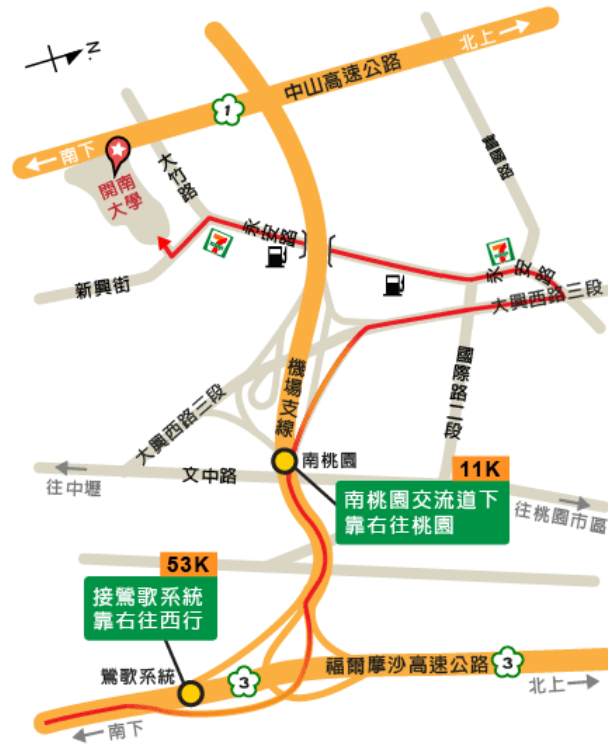 N.
北上
中山高速公路
1
南下
開南
大學
大竹路
富國路
永安路
7
7
永安路
新興街
大興西路三段
機場支線
國際路二段
大興西路三段
文中路
南桃園
往中壢
11K
南桃園交流道下
靠右往桃園
往桃園市區
53K
接鶯歌系統
靠右往西行
鶯歌系統
3
福爾摩沙高速公路
3
北上
南下